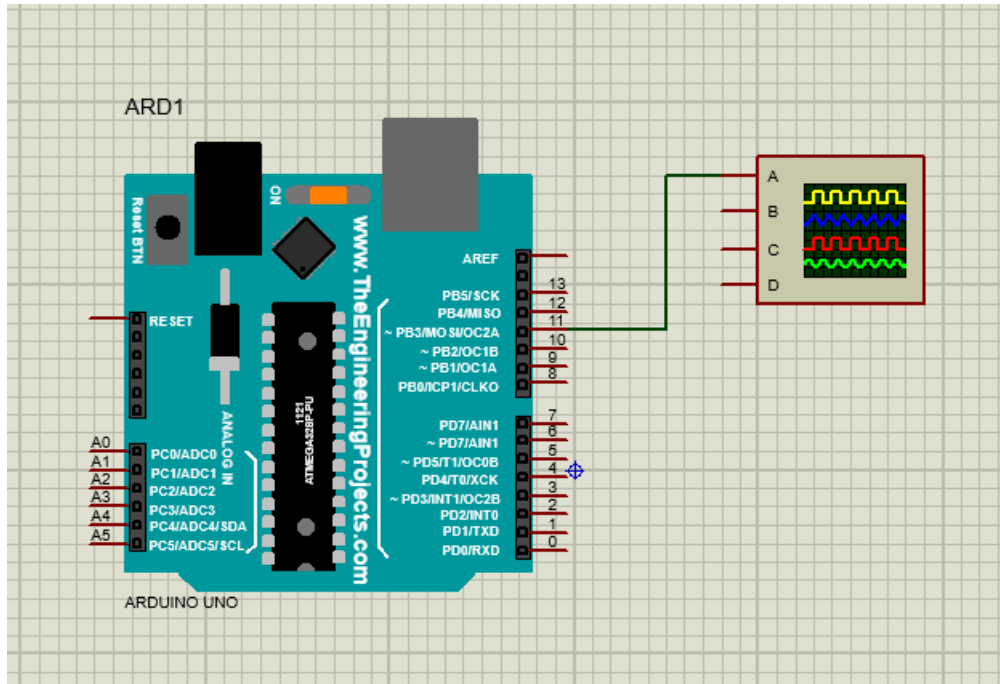 ARD1
ON
Reset BTN
www.TheEngineeringProjects.com
AREF
PB5/SCK 13
PB4/MISO 12
~ PB3/MOSI/OC2A 11
~ PB2/OC1B 10
~ PB1/OC1A 9
PB0/ICP1/CLKO 8
RESET
1121
ATMEGA328P-PU
ANALOG IN
PD7/AIN1 7
~ PD7/AIN1 6
~ PD5/T1/OC0B 5
PD4/T0/XCK 4
~ PD3/INT1/OC2B 3
PD2/INT0 2
PD1/TXD 1
PD0/RXD 0
A0 PC0/ADC0
A1 PC1/ADC1
A2 PC2/ADC2
A3 PC3/ADC3
A4 PC4/ADC4/SDA
A5 PC5/ADC5/SCL
ARDUINO UNO
A
B
C
D